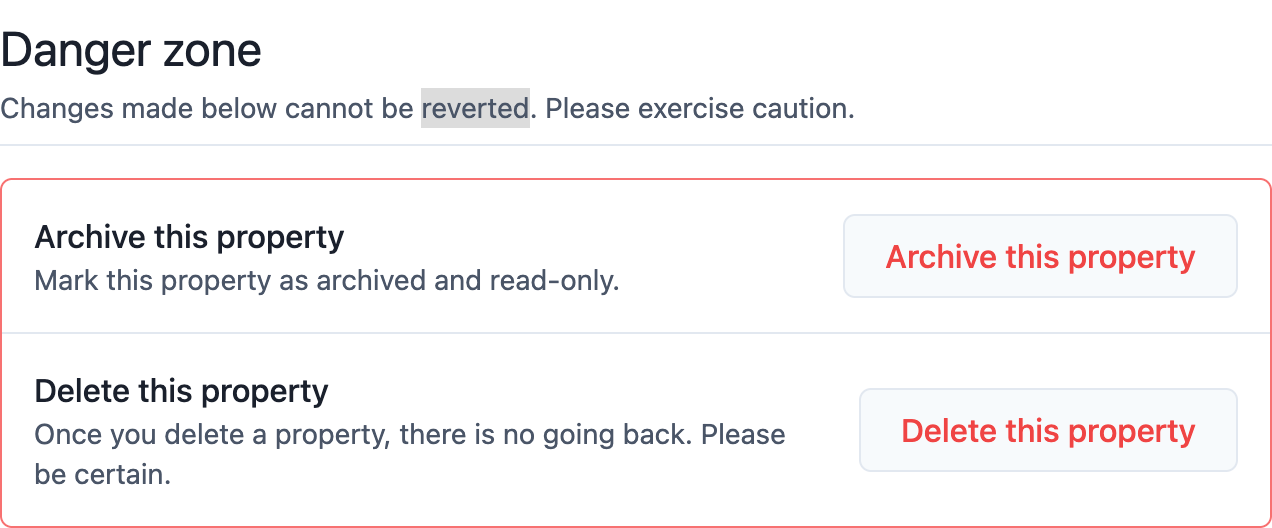 Danger zone
Changes made below cannot be reverted. Please exercise caution.
Archive this property
Mark this property as archived and read-only.
Archive this property
Delete this property
Once you delete a property, there is no going back. Please
be certain.
Delete this property